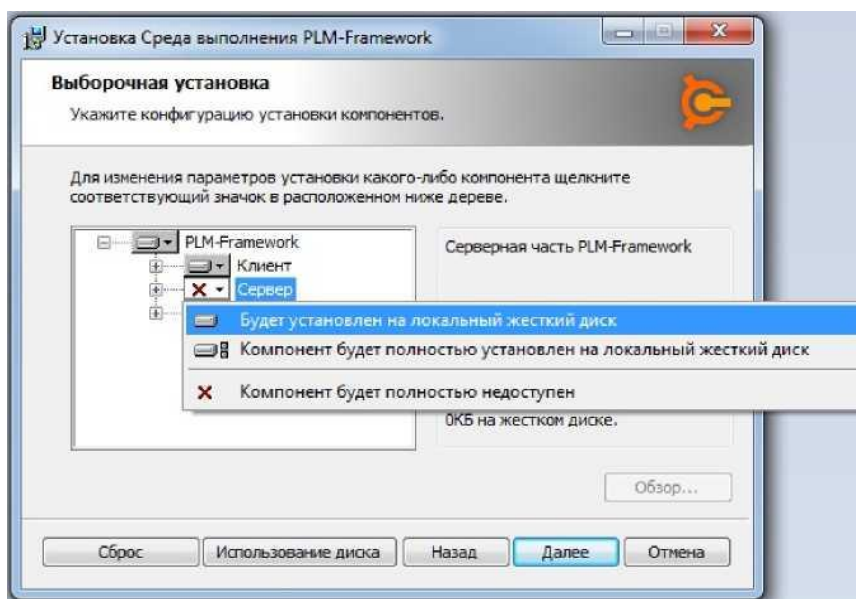 Установка Среда выполнения PLM-Framework
Выборочная установка
Укажите конфигурацию установки компонентов.
Для изменения параметров установки какого-либо компонента щелкните
соответствующий значок в расположенном ниже дереве.
PLM-Framework
Клиент
Сервер
Серверная часть PLM-Framework
Будет установлен на локальный жесткий диск
Компонент будет полностью установлен на локальный жесткий диск
Компонент будет полностью недоступен
0КБ на жестком диске.
Обзор...
Сброс
Использование диска
Назад
Далее
Отмена